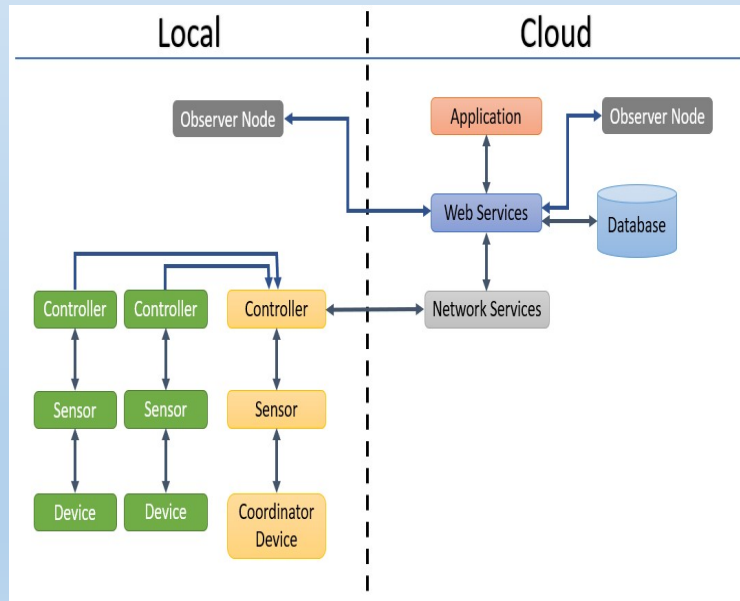 Local
Cloud
Observer Node
Application
Observer Node
Web Services
Database
Controller
Controller
Controller
Network Services
Sensor
Sensor
Sensor
Device
Device
Coordinator
Device